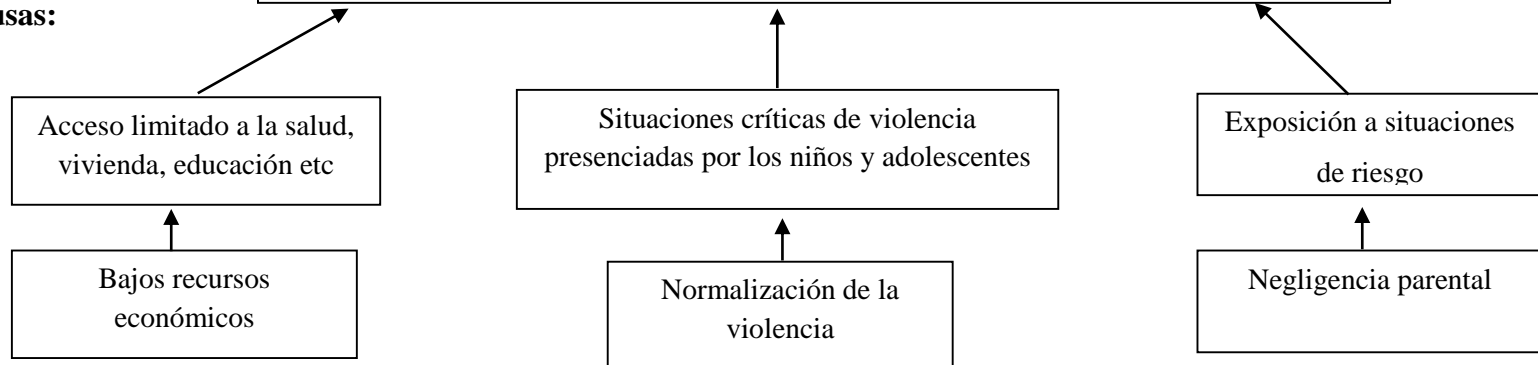 usas:
Acceso limitado a la salud,
vivienda, educación etc
Situaciones críticas de violencia
presenciadas por los niños y adolescentes
Exposición a situaciones
de riesgo
Bajos recursos
económicos
Normalización de la
violencia
Negligencia parental